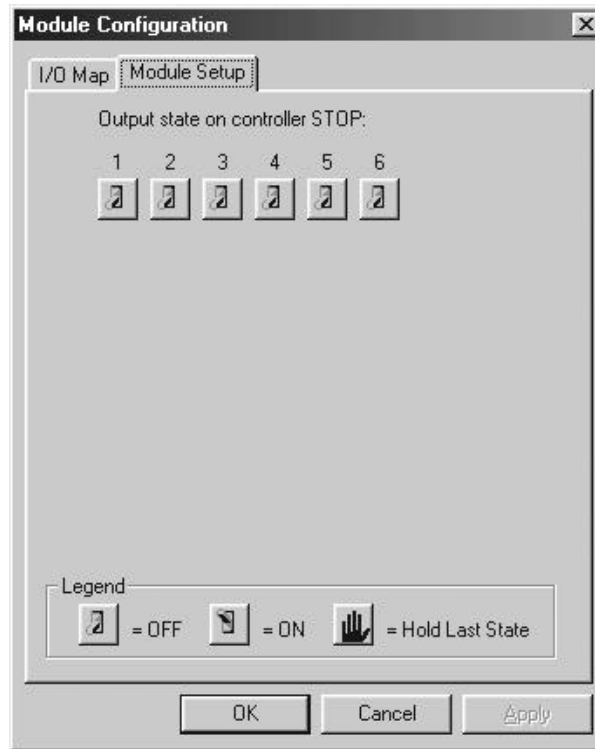 Module Configuration
I/O Map Module Setup
Output state on controller STOP:
1 2 3 4 5 6
Legend
= OFF = ON = Hold Last State
OK Cancel Apply